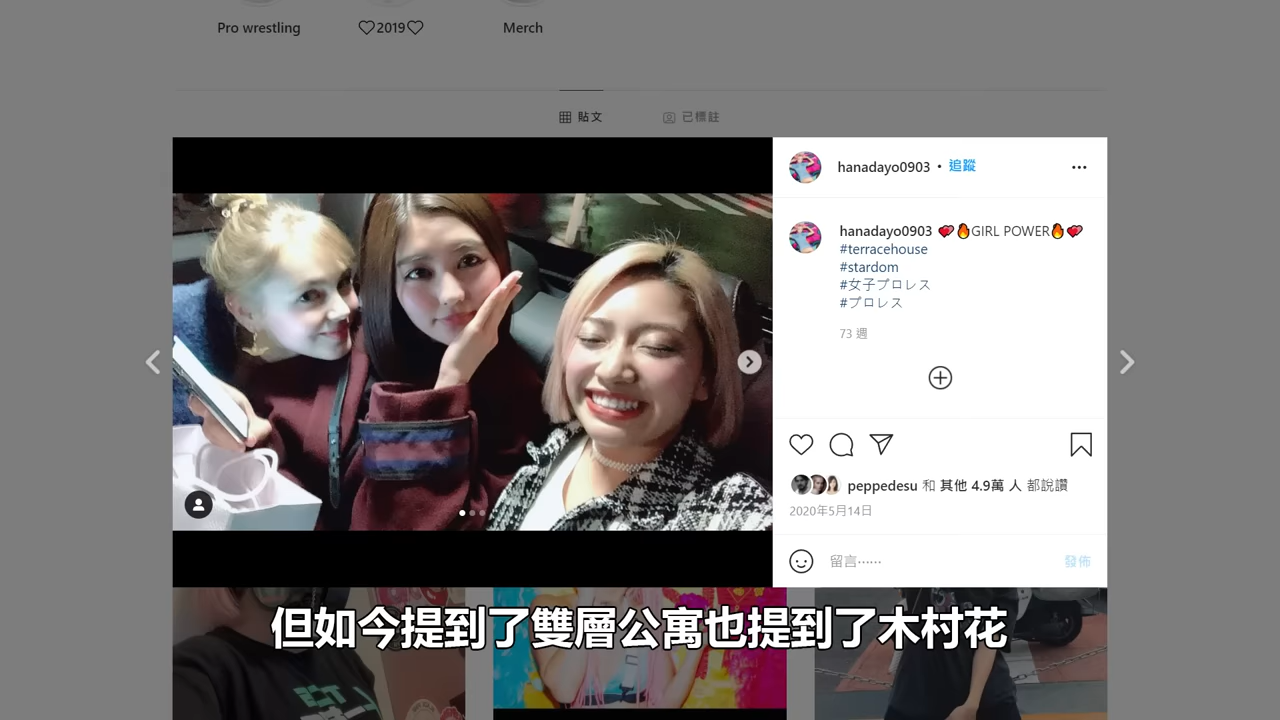 Pro wrestling
♡2019♡
Merch
貼文
已標註
hanadayo0903 • 追蹤
hanadayo0903 💘🔥GIRL POWER🔥💘
#terracehouse
#stardom
#女子プロレス
#プロレス
73 週
peppedesu 和 其他 4.9萬 人 都說讚
2020年5月14日
留言……
發佈
但如今提到了雙層公寓也提到了木村花